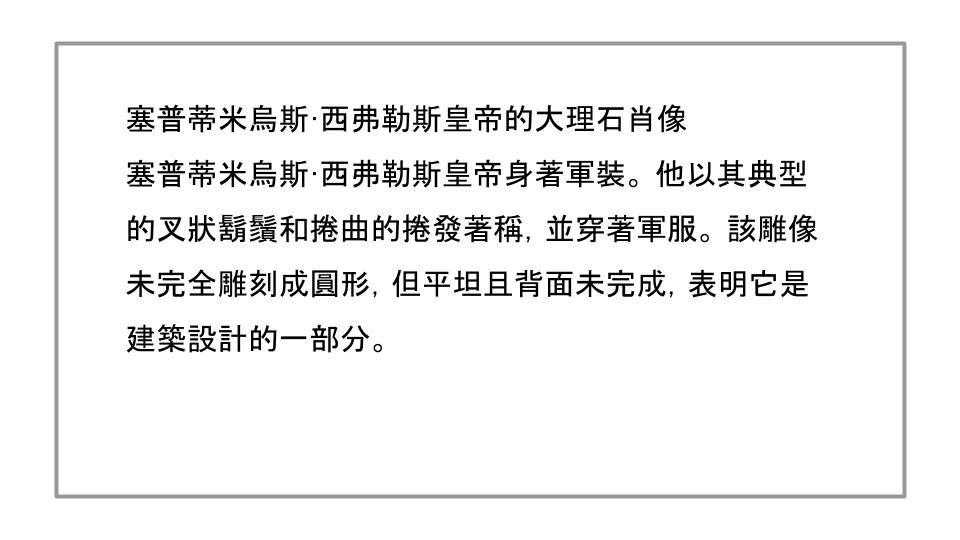 塞普蒂米烏斯·西弗勒斯皇帝的大理石肖像
塞普蒂米烏斯·西弗勒斯皇帝身著軍裝。他以其典型
的叉狀鬍鬚和捲曲的捲發著稱, 並穿著軍服。該雕像
未完全雕刻成圓形, 但平坦且背面未完成, 表明它是
建築設計的一部分。